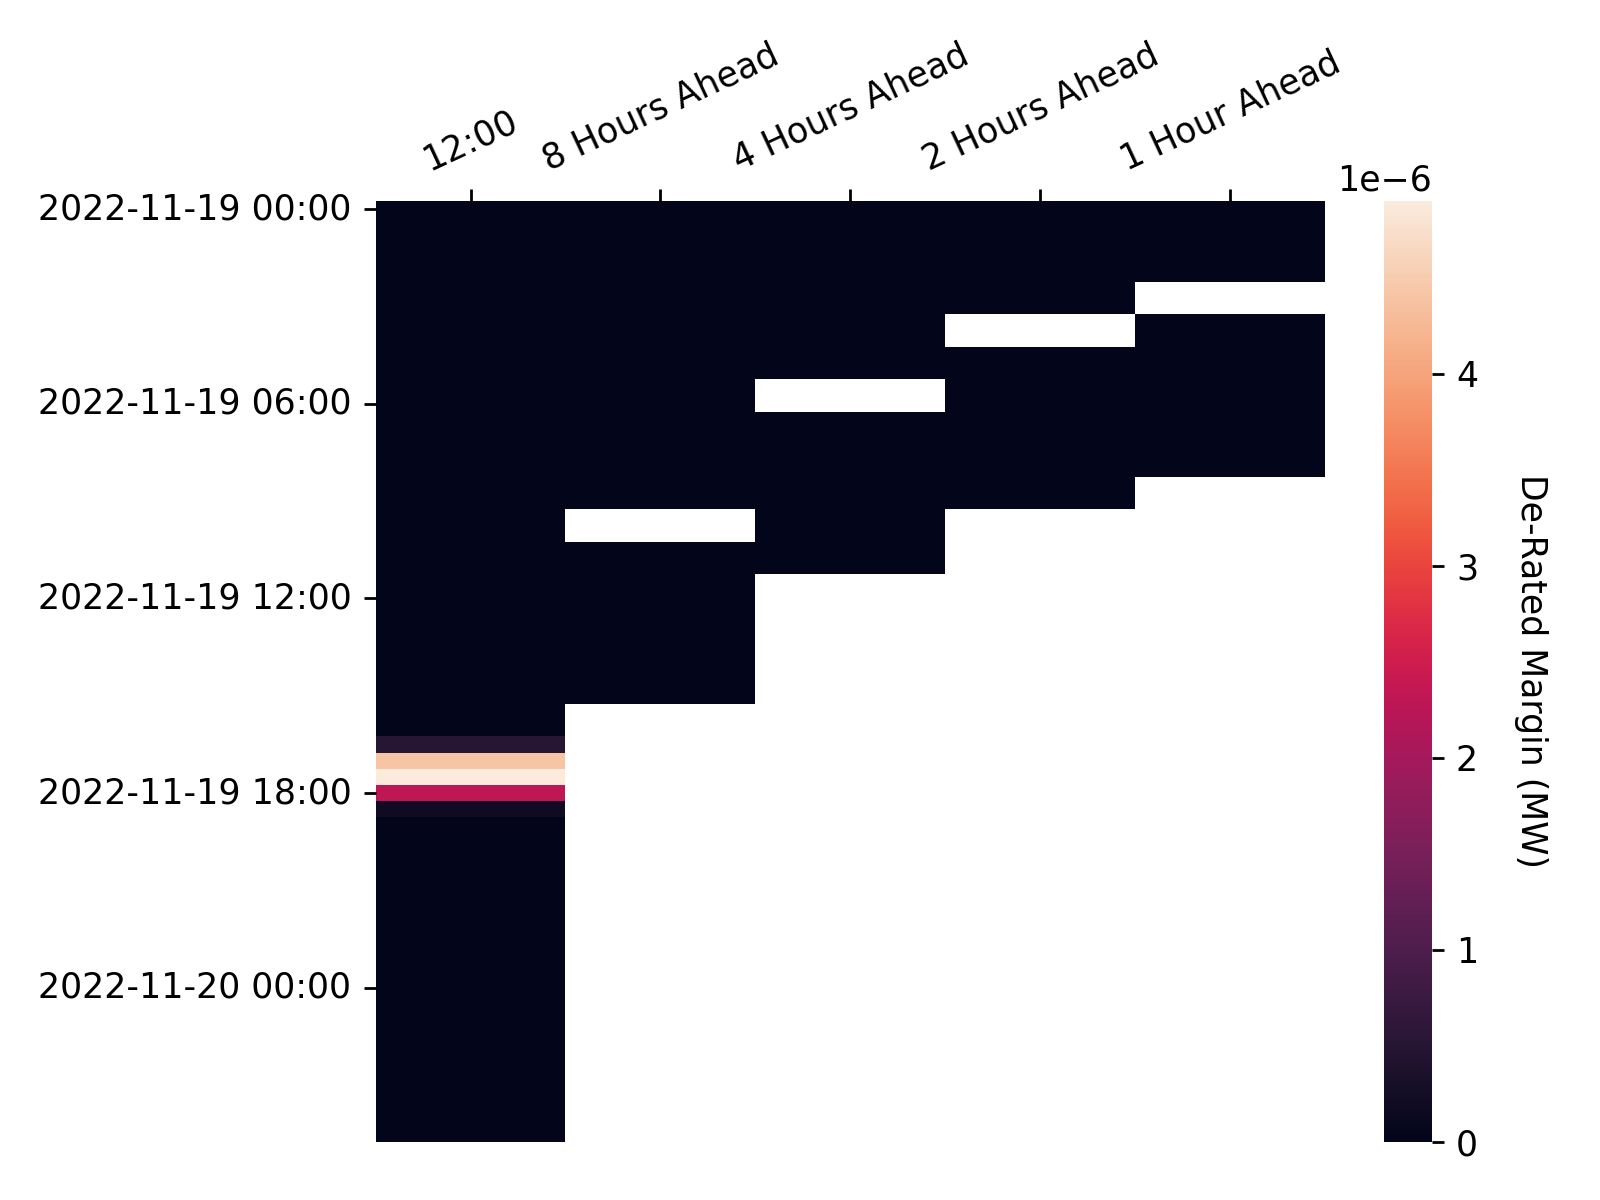 12:00
8 Hours Ahead
4 Hours Ahead
2 Hours Ahead
1 Hour Ahead
1e−6
2022-11-19 00:00
2022-11-19 06:00
2022-11-19 12:00
2022-11-19 18:00
2022-11-20 00:00
4
3
2
1
0
De-Rated Margin (MW)